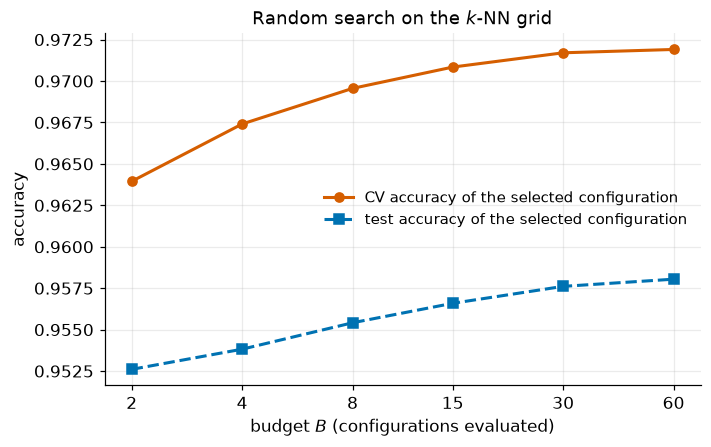 Random search on the k-NN grid
accuracy
0.9725
0.9700
0.9675
0.9650
0.9625
0.9600
0.9575
0.9550
0.9525
CV accuracy of the selected configuration
test accuracy of the selected configuration
2 4 8 15 30 60
budget B (configurations evaluated)